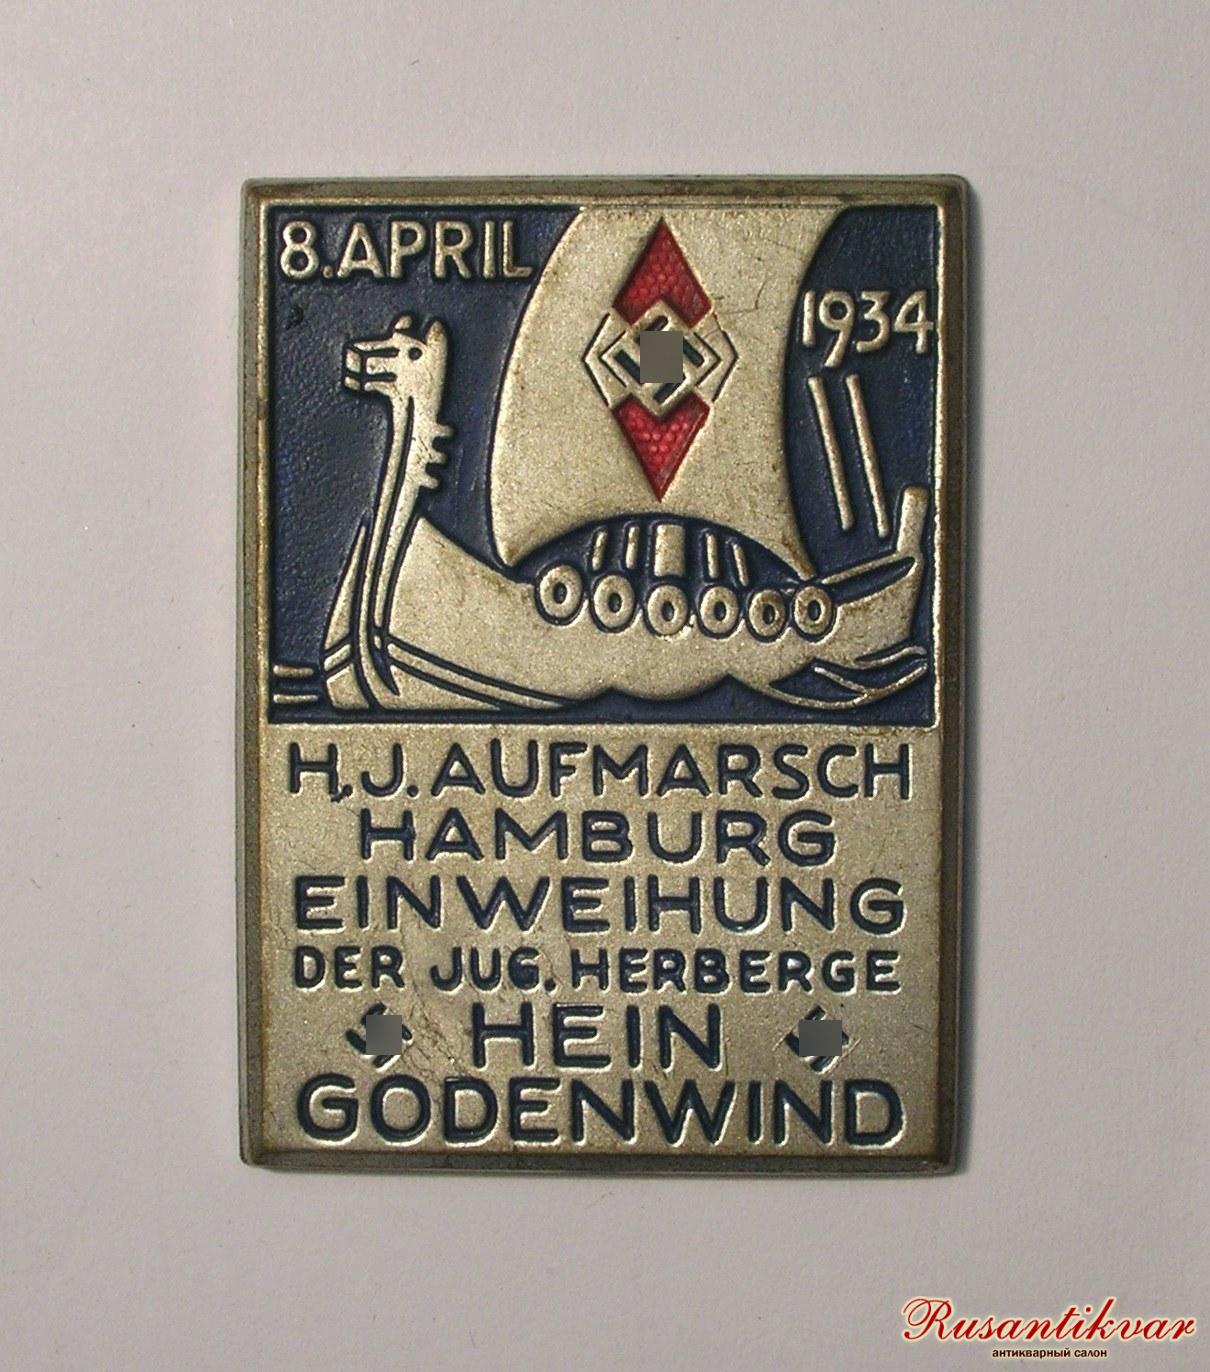 8.APRIL
1934
H.J.AUFMARSCH
HAMBURG
EINWEIHUNG
DER JUG. HERBERGE
HEIN
GODENWIND
Rusantikvar
антикварный салон